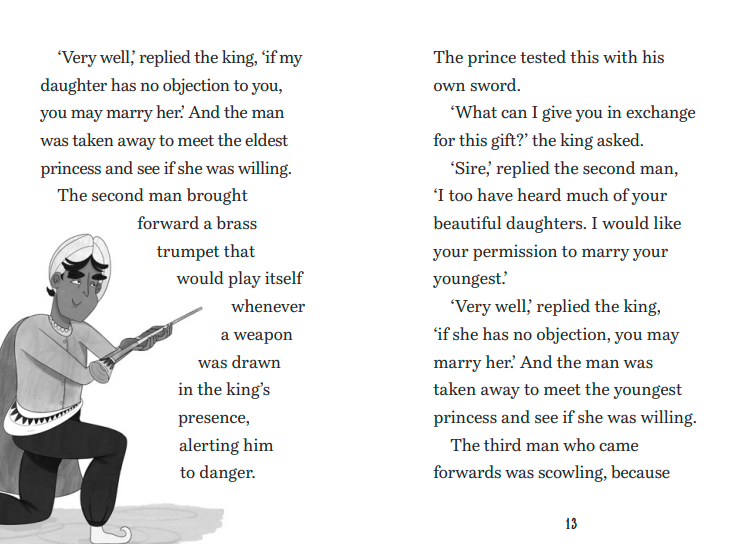 ‘Very well,’ replied the king, ‘if my
daughter has no objection to you,
you may marry her.’ And the man
was taken away to meet the eldest
princess and see if she was willing.
The second man brought
forward a brass
trumpet that
would play itself
whenever
a weapon
was drawn
in the king’s
presence,
alerting him
to danger.
The prince tested this with his
own sword.
‘What can I give you in exchange
for this gift?’ the king asked.
‘Sire,’ replied the second man,
‘I too have heard much of your
beautiful daughters. I would like
your permission to marry your
youngest.’
‘Very well,’ replied the king,
‘if she has no objection, you may
marry her.’ And the man was
taken away to meet the youngest
princess and see if she was willing.
The third man who came
forwards was scowling, because
13